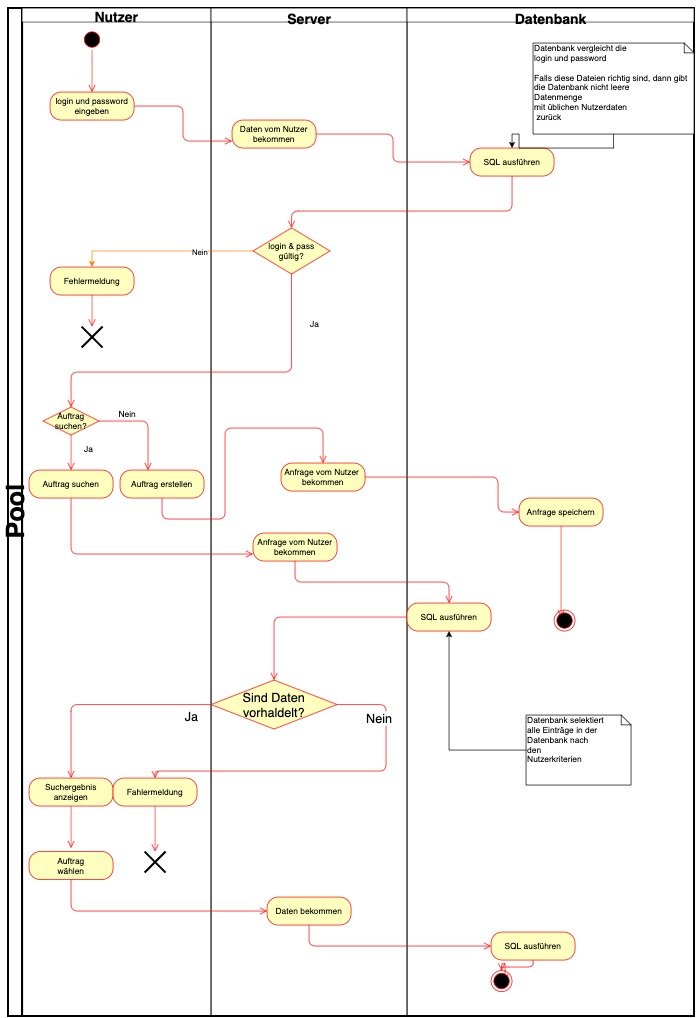 Nutzer
Server
Datenbank
Datenbank vergleicht die
login und password
Falls diese Dateien richtig sind, dann gibt
die Datenbank nicht leere
Datenmenge
mit üblichen Nutzerdaten
zurück
login und password
eingeben
Daten vom Nutzer
bekommen
SQL ausführen
login & pass
gültig?
Nein
Fehlermeldung
Ja
Auftrag
suchen?
Nein
Ja
Auftrag suchen
Auftrag erstellen
Anfrage vom Nutzer
bekommen
Anfrage speichern
Pool
Anfrage vom Nutzer
bekommen
SQL ausführen
Sind Daten
vorhaldelt?
Ja
Nein
Datenbank selektiert
alle Einträge in der
Datenbank nach
den
Nutzerkriterien
Suchergebnis
anzeigen
Fahlermeldung
Auftrag
wählen
Daten bekommen
SQL ausführen